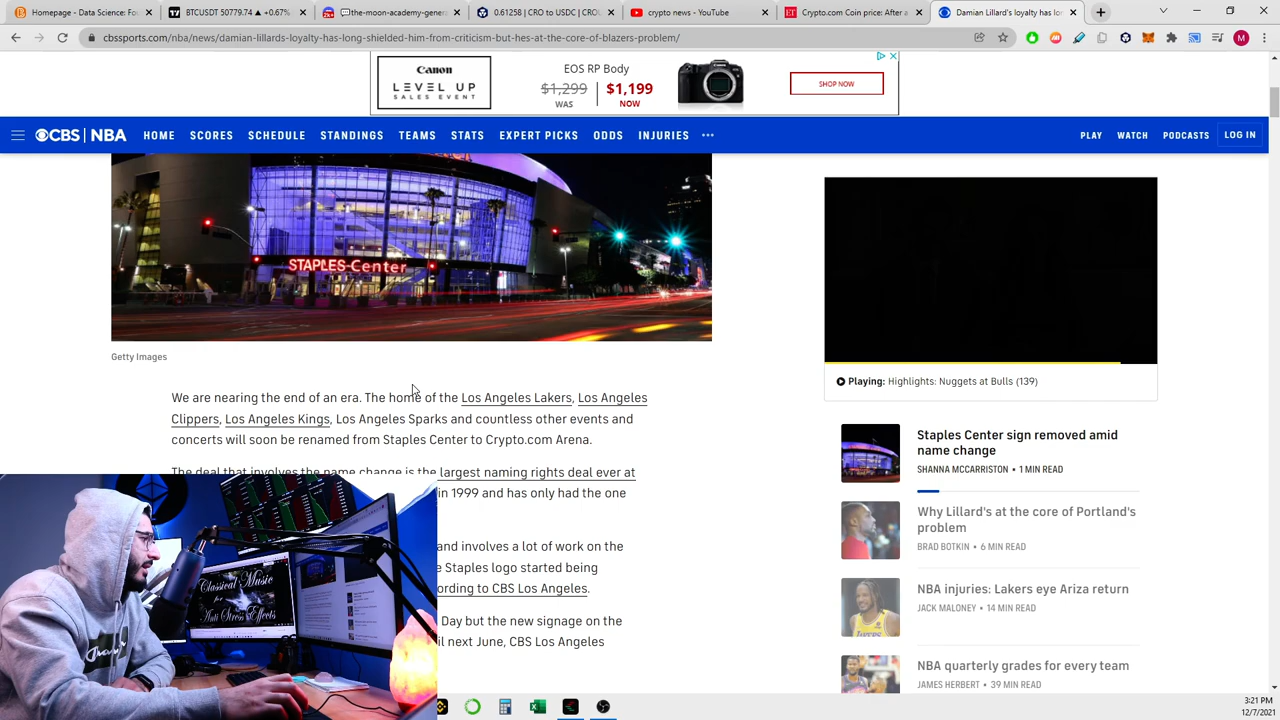 Homepage - Foundation f
BTCUSDT 50779.74 ▲ +0.67%
(20+) the-moon-academy-genera
0.61258 | CRO to USDC | CROU
crypto news - YouTube
Crypto.com Coin Price: After a
Damian Lillard's loyalty has lon
cbssports.com/nba/news/damian-lillards-loyalty-has-long-shielded-him-from-criticism-but-hes-at-the-core-of-blazers-problem/
M
Canon
LEVEL UP
SALES EVENT
EOS RP Body
$1,299
WAS
$1,199
NOW
SHOP NOW
CBS | NBA
HOME
SCORES
SCHEDULE
STANDINGS
TEAMS
STATS
EXPERT PICKS
ODDS
INJURIES
PLAY
WATCH
PODCASTS
LOG IN
STAPLES Center
Getty Images
We are nearing the end of an era. The home of the Los Angeles Lakers, Los Angeles
Clippers, Los Angeles Kings, Los Angeles Sparks and countless other events and
concerts will soon be renamed from Staples Center to Crypto.com Arena.
The deal that involves the name change is the largest naming rights deal ever at
in 1999 and has only had the one
and involves a lot of work on the
e Staples logo started being
ording to CBS Los Angeles.
Day but the new signage on the
il next June, CBS Los Angeles
Playing: Highlights: Nuggets at Bulls (139)
Staples Center sign removed amid
name change
SHANNA MCCARRISTON • 1 MIN READ
Why Lillard's at the core of Portland's
problem
BRAD BOTKIN • 6 MIN READ
NBA injuries: Lakers eye Ariza return
JACK MALONEY • 14 MIN READ
NBA quarterly grades for every team
JAMES HERBERT • 39 MIN READ
Classical Music
3:21 PM
12/7/2021